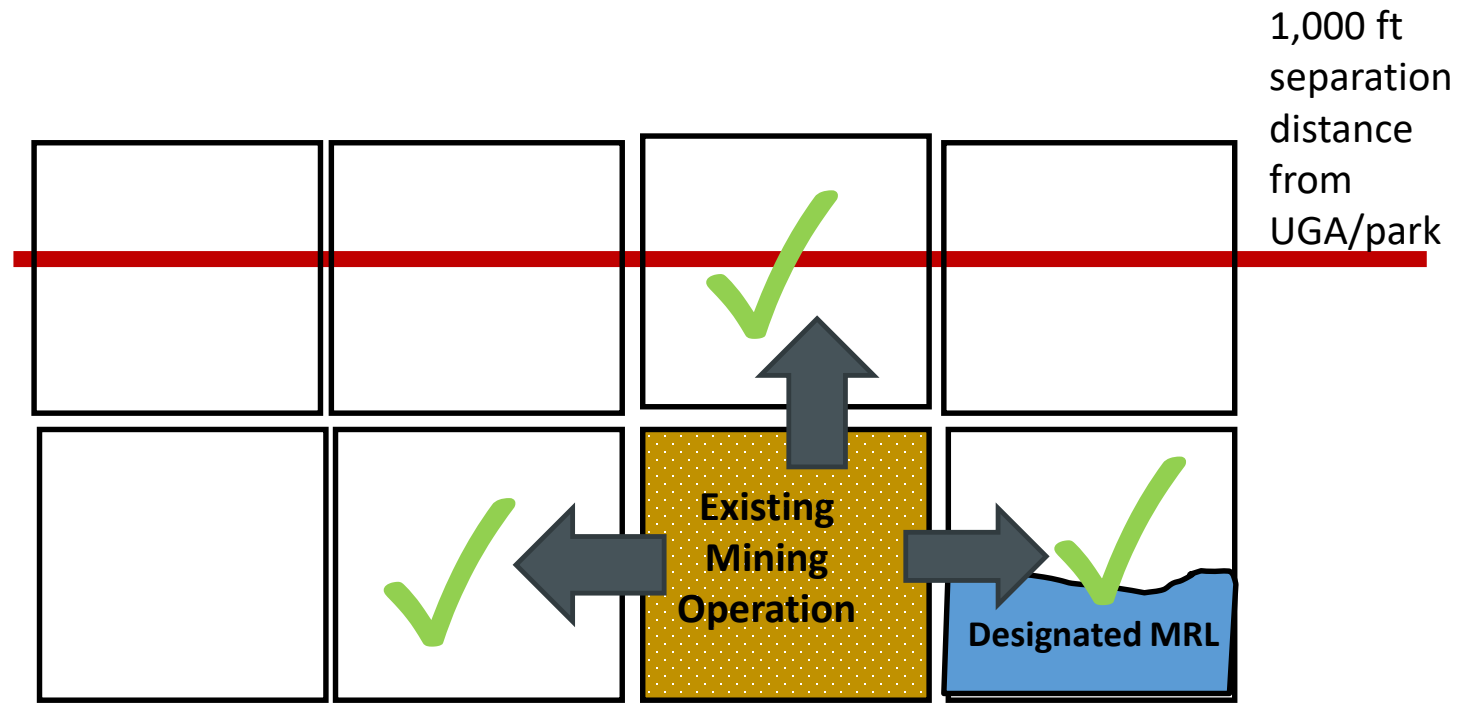 1,000 ft
separation
distance
from
UGA/park
Existing
Mining
Operation
Designated MRL